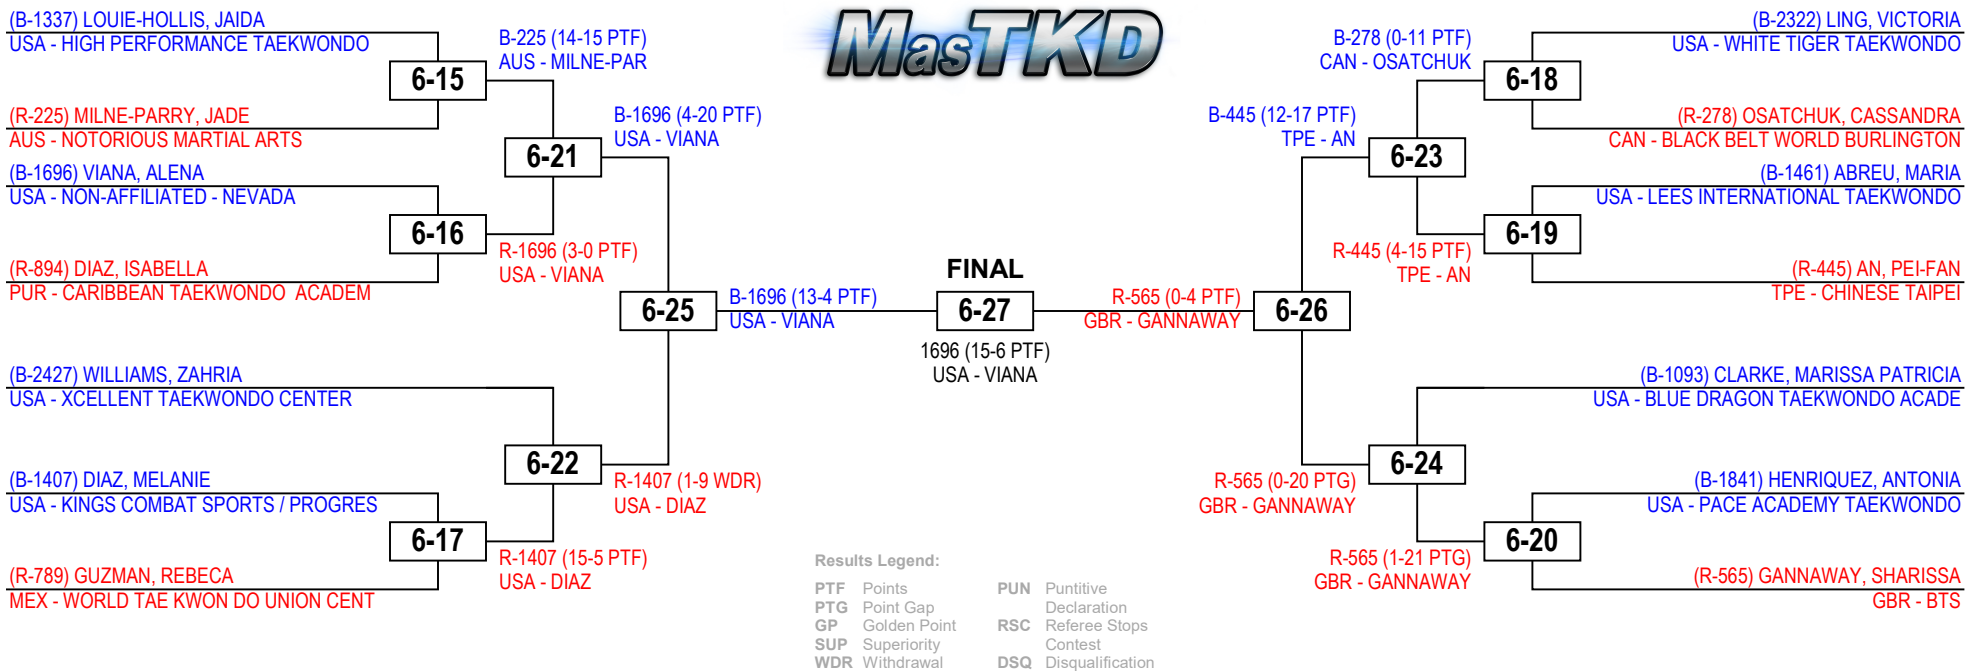 (B-1337) LOUIE-HOLLIS, JAIDA
USA - HIGH PERFORMANCE TAEKWONDO
6-15
(R-225) MILNE-PARRY, JADE
AUS - NOTORIOUS MARTIAL ARTS
B-225 (14-15 PTF)
AUS - MILNE-PAR
6-21
(B-1696) VIANA, ALENA
USA - NON-AFFILIATED - NEVADA
6-16
(R-894) DIAZ, ISABELLA
PUR - CARIBBEAN TAEKWONDO  ACADEM
R-1696 (3-0 PTF)
USA - VIANA
B-1696 (4-20 PTF)
USA - VIANA
6-25
(B-2427) WILLIAMS, ZAHRIA
USA - XCELLENT TAEKWONDO CENTER
6-22
(B-1407) DIAZ, MELANIE
USA - KINGS COMBAT SPORTS / PROGRES
6-17
(R-789) GUZMAN, REBECA
MEX - WORLD TAE KWON DO UNION CENT
R-1407 (15-5 PTF)
USA - DIAZ
R-1407 (1-9 WDR)
USA - DIAZ
B-1696 (13-4 PTF)
USA - VIANA
MasTKD
FINAL
6-27
1696 (15-6 PTF)
USA - VIANA
R-565 (0-4 PTF)
GBR - GANNAWAY
6-26
B-445 (12-17 PTF)
TPE - AN
6-23
B-278 (0-11 PTF)
CAN - OSATCHUK
6-18
(B-2322) LING, VICTORIA
USA - WHITE TIGER TAEKWONDO
(R-278) OSATCHUK, CASSANDRA
CAN - BLACK BELT WORLD BURLINGTON
(B-1461) ABREU, MARIA
USA - LEES INTERNATIONAL TAEKWONDO
6-19
R-445 (4-15 PTF)
TPE - AN
(R-445) AN, PEI-FAN
TPE - CHINESE TAIPEI
(B-1093) CLARKE, MARISSA PATRICIA
USA - BLUE DRAGON TAEKWONDO ACADE
6-24
R-565 (0-20 PTG)
GBR - GANNAWAY
(B-1841) HENRIQUEZ, ANTONIA
USA - PACE ACADEMY TAEKWONDO
6-20
R-565 (1-21 PTG)
GBR - GANNAWAY
(R-565) GANNAWAY, SHARISSA
GBR - BTS
Results Legend:
PTF Points
PTG Point Gap
GP Golden Point
SUP Superiority
WDR Withdrawal
PUN Puntitive
Declaration
RSC Referee Stops
Contest
DSQ Disqualification